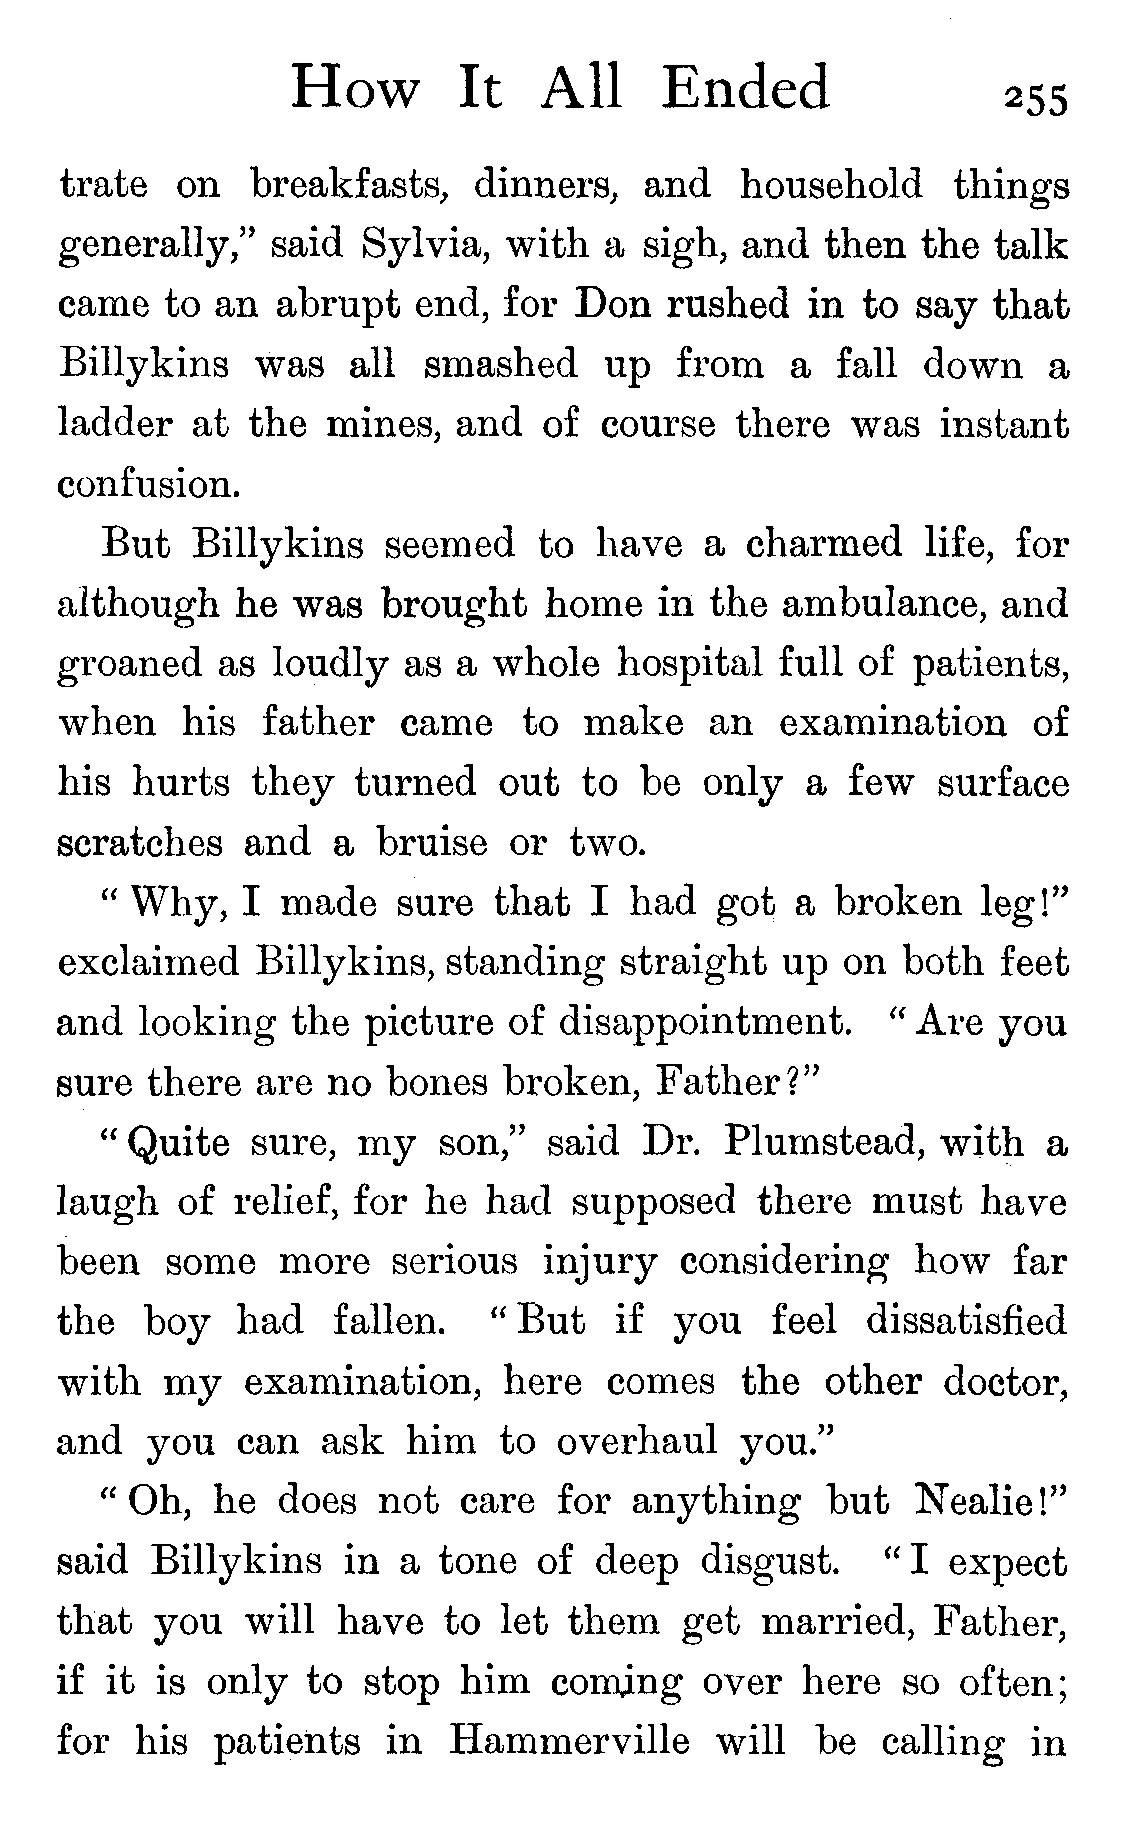 How It All Ended 255
trate on breakfasts, dinners, and household things
generally,” said Sylvia, with a sigh, and then the talk
came to an abrupt end, for Don rushed in to say that
Billykins was all smashed up from a fall down a
ladder at the mines, and of course there was instant
confusion.
But Billykins seemed to have a charmed life, for
although he was brought home in the ambulance, and
groaned as loudly as a whole hospital full of patients,
when his father came to make an examination of
his hurts they turned out to be only a few surface
scratches and a bruise or two.
“ Why, I made sure that I had got a broken leg!”
exclaimed Billykins, standing straight up on both feet
and looking the picture of disappointment. “ Are you
sure there are no bones broken, Father?”
“ Quite sure, my son,” said Dr. Plumstead, with a
laugh of relief, for he had supposed there must have
been some more serious injury considering how far
the boy had fallen. “ But if you feel dissatisfied
with my examination, here comes the other doctor,
and you can ask him to overhaul you.”
“ Oh, he does not care for anything but Nealie!”
said Billykins in a tone of deep disgust. “ I expect
that you will have to let them get married, Father,
if it is only to stop him coming over here so often;
for his patients in Hammerville will be calling in